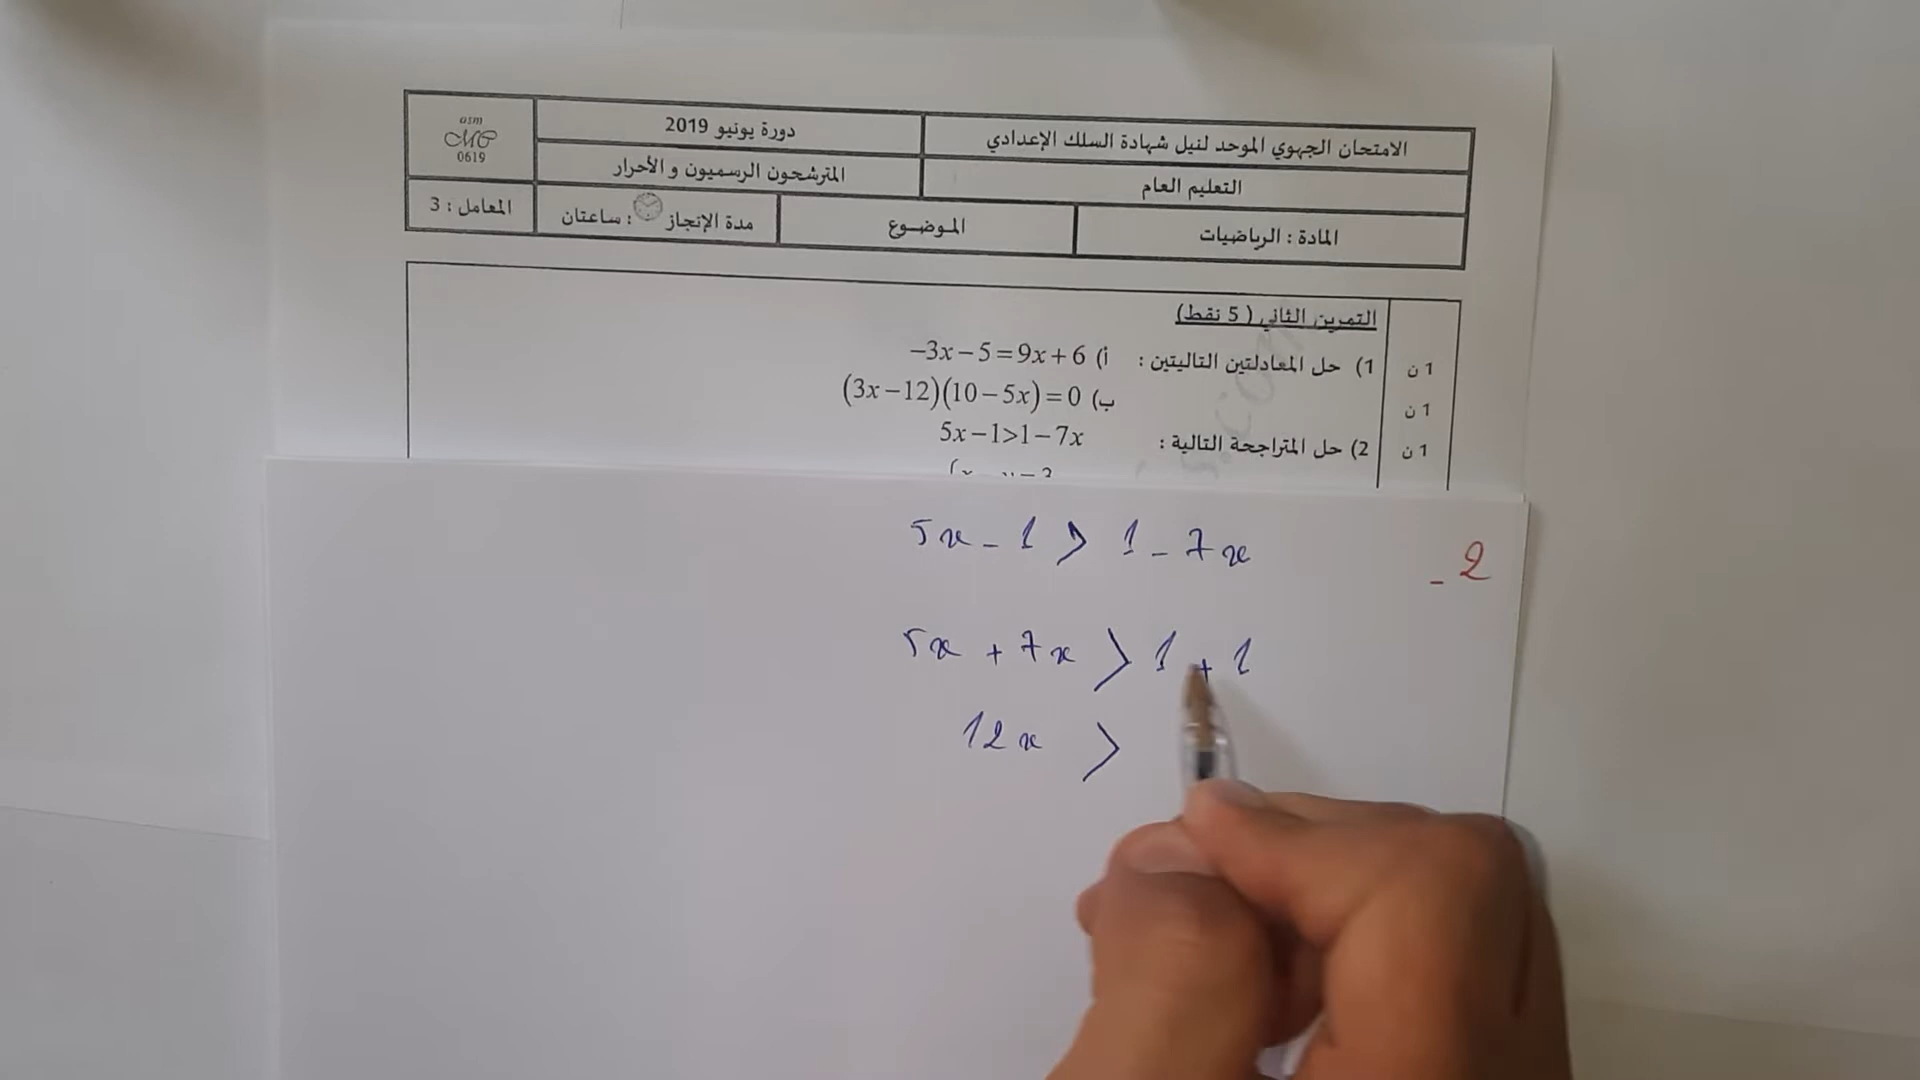 الامتحان الجهوي الموحد لنيل شهادة السلك الإعدادي
دورة يونيو 2019
asm
MC
0619
التعليم العام
المترشحون الرسميون و الأحرار
المادة : الرياضيات
الموضوع
مدة الإنجاز : ساعتان
المعامل : 3
التمرين الثاني ( 5 نقط)
1 ن
1) حل المعادلتين التاليتين : أ) -3x-5=9x+6
1 ن
ب) (3x-12)(10-5x)=0
1 ن
2) حل المتراجحة التالية : 5x-1>1-7x
2 -
5x - 1 > 1 - 7x
5x + 7x > 1 + 1
12x >